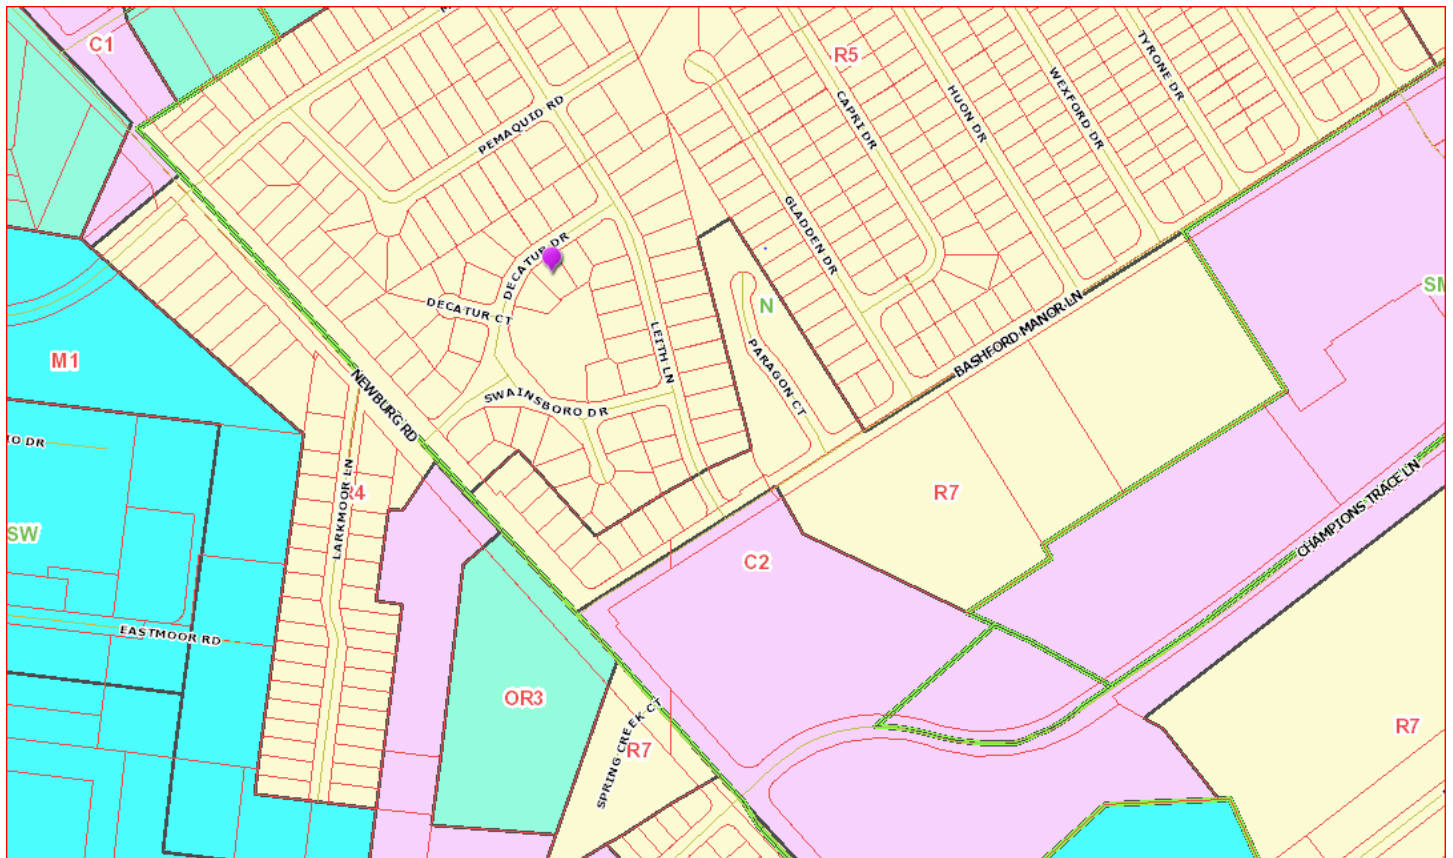 C1
R5
TYRONE DR
WEXFORD DR
HUON DR
CAPRI DR
PEMAQUID RD
GLADDEN DR
DECATUR DR
DECATUR CT
N
SM
BASHFORD MANOR LN
LEITH LN
PARAGON CT
M1
NEWBURG RD
SWAINSBORO DR
IO DR
R4
LARKMOOR LN
R7
CHAMPIONS TRACE LN
SW
C2
EASTMOOR RD
OR3
SPRING CREEK CT
R7
R7